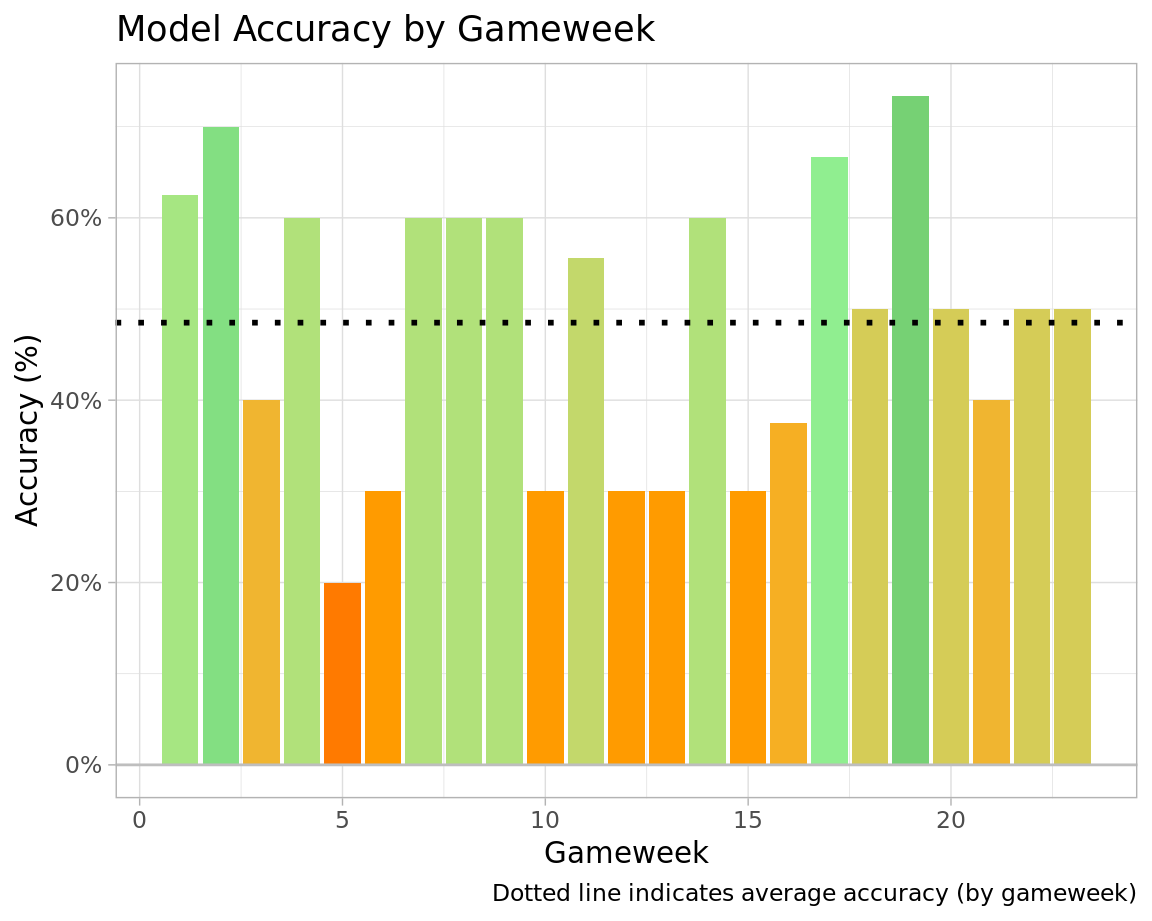 Model Accuracy by Gameweek
Accuracy (%)
60%
40%
20%
0%
0 5 10 15 20
Gameweek
Dotted line indicates average accuracy (by gameweek)